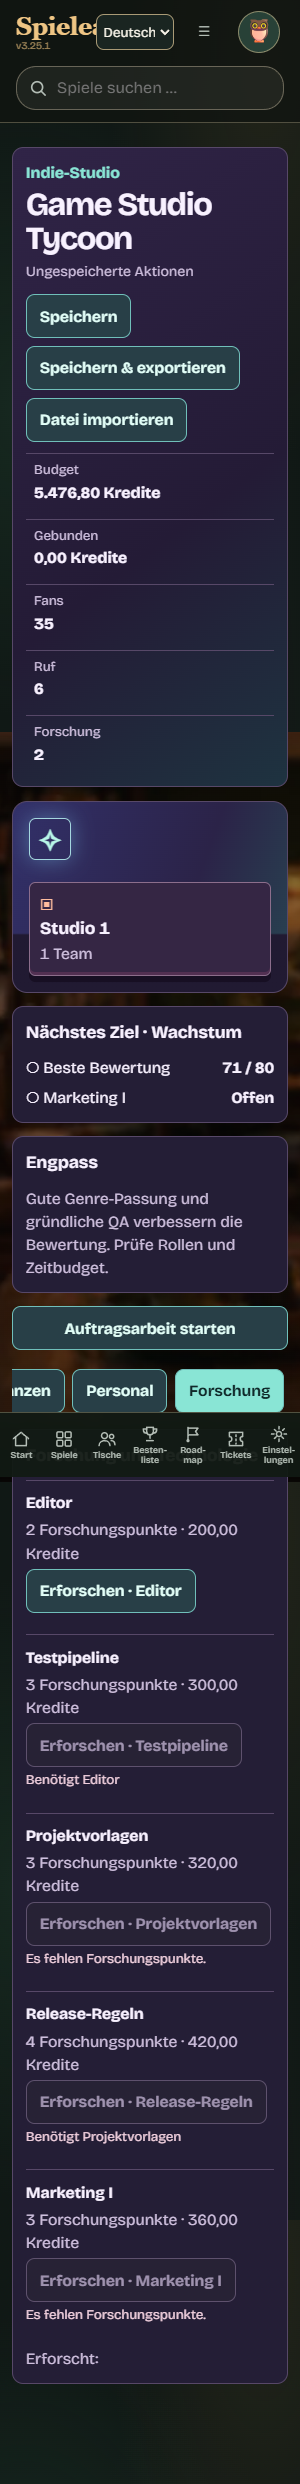 Spielea
v3.25.1
Deutsch
Spiele suchen ...
Indie-Studio
Game Studio
Tycoon
Ungespeicherte Aktionen
Speichern
Speichern & exportieren
Datei importieren
Budget
5.476,80 Kredite
Gebunden
0,00 Kredite
Fans
35
Ruf
6
Forschung
2
Studio 1
1 Team
Nächstes Ziel · Wachstum
Beste Bewertung 71 / 80
Marketing I Offen
Engpass
Gute Genre-Passung und
gründliche QA verbessern die
Bewertung. Prüfe Rollen und
Zeitbudget.
Auftragsarbeit starten
nzen Personal Forschung
Start Spiele Tische Besten-
liste Road-
map Tickets Einstel-
lungen
Editor
2 Forschungspunkte · 200,00
Kredite
Erforschen · Editor
Testpipeline
3 Forschungspunkte · 300,00
Kredite
Erforschen · Testpipeline
Benötigt Editor
Projektvorlagen
3 Forschungspunkte · 320,00
Kredite
Erforschen · Projektvorlagen
Es fehlen Forschungspunkte.
Release-Regeln
4 Forschungspunkte · 420,00
Kredite
Erforschen · Release-Regeln
Benötigt Projektvorlagen
Marketing I
3 Forschungspunkte · 360,00
Kredite
Erforschen · Marketing I
Es fehlen Forschungspunkte.
Erforscht: